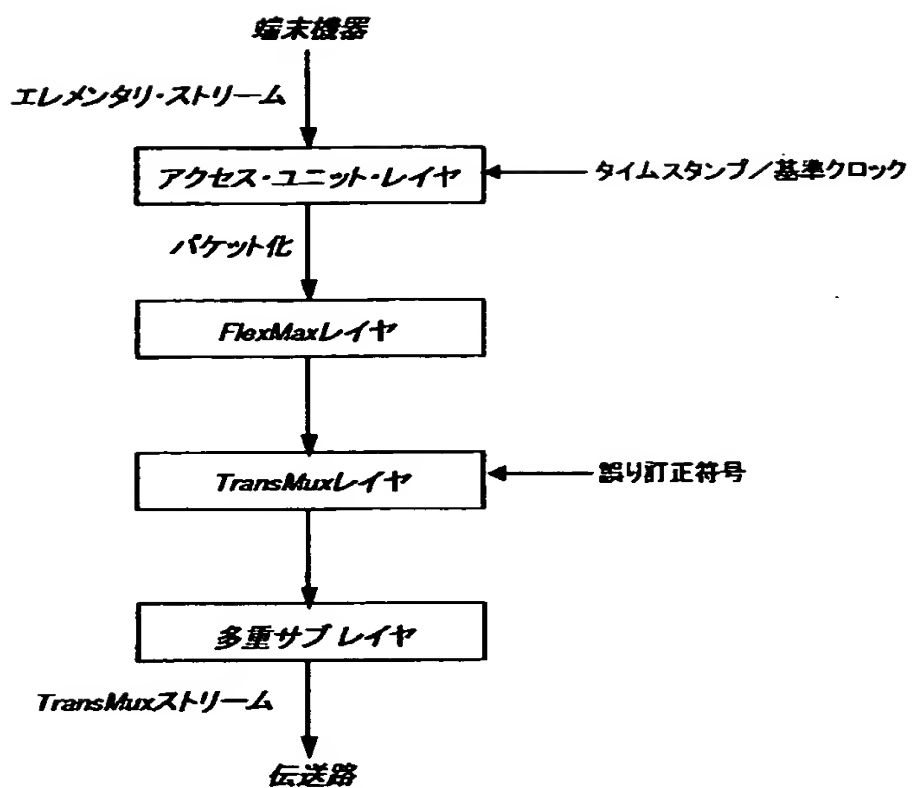 端末機器
エレメンタリ・ストリーム
アクセス・ユニット・レイヤ
タイムスタンプ/基準クロック
パケット化
FlexMaxレイヤ
TransMuxレイヤ
誤り訂正符号
多重サブレイヤ
TransMuxストリーム
伝送路